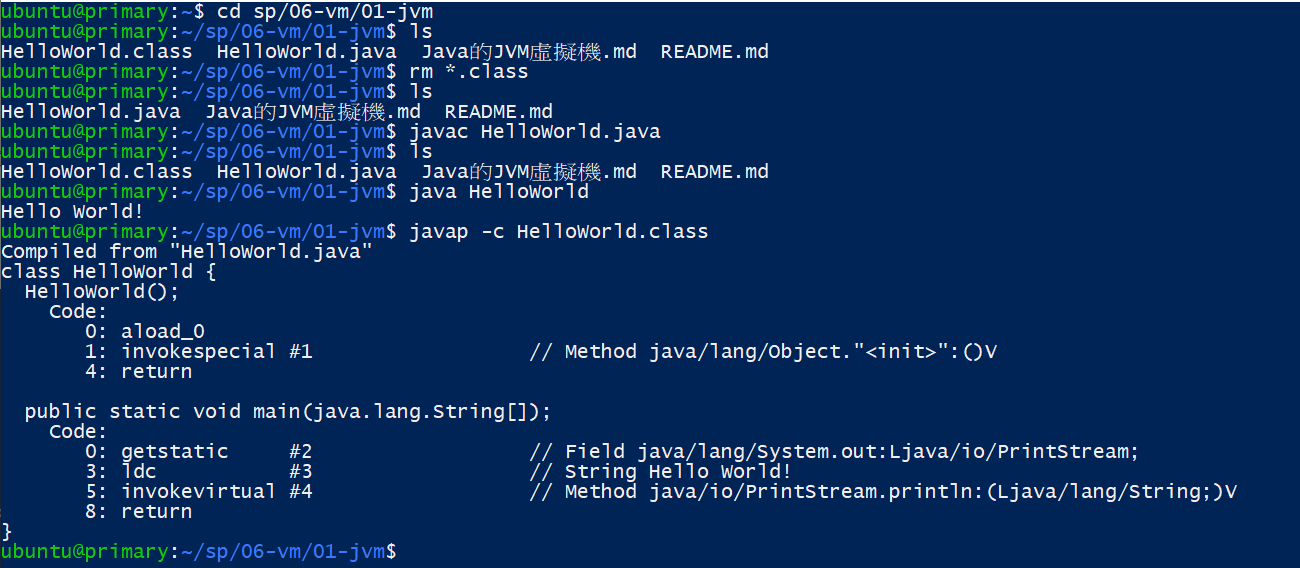 ubuntu@primary:~$ cd sp/06-vm/01-jvm
ubuntu@primary:~/sp/06-vm/01-jvm$ ls
HelloWorld.class  HelloWorld.java  Java的JVM虛擬機.md  README.md
ubuntu@primary:~/sp/06-vm/01-jvm$ rm *.class
ubuntu@primary:~/sp/06-vm/01-jvm$ ls
HelloWorld.java  Java的JVM虛擬機.md  README.md
ubuntu@primary:~/sp/06-vm/01-jvm$ javac HelloWorld.java
ubuntu@primary:~/sp/06-vm/01-jvm$ ls
HelloWorld.class  HelloWorld.java  Java的JVM虛擬機.md  README.md
ubuntu@primary:~/sp/06-vm/01-jvm$ java HelloWorld
Hello World!
ubuntu@primary:~/sp/06-vm/01-jvm$ javap -c HelloWorld.class
Compiled from "HelloWorld.java"
class HelloWorld {
  HelloWorld();
    Code:
       0: aload_0
       1: invokespecial #1                  // Method java/lang/Object."<init>":()V
       4: return

  public static void main(java.lang.String[]);
    Code:
       0: getstatic     #2                  // Field java/lang/System.out:Ljava/io/PrintStream;
       3: ldc           #3                  // String Hello World!
       5: invokevirtual #4                  // Method java/io/PrintStream.println:(Ljava/lang/String;)V
       8: return
}
ubuntu@primary:~/sp/06-vm/01-jvm$